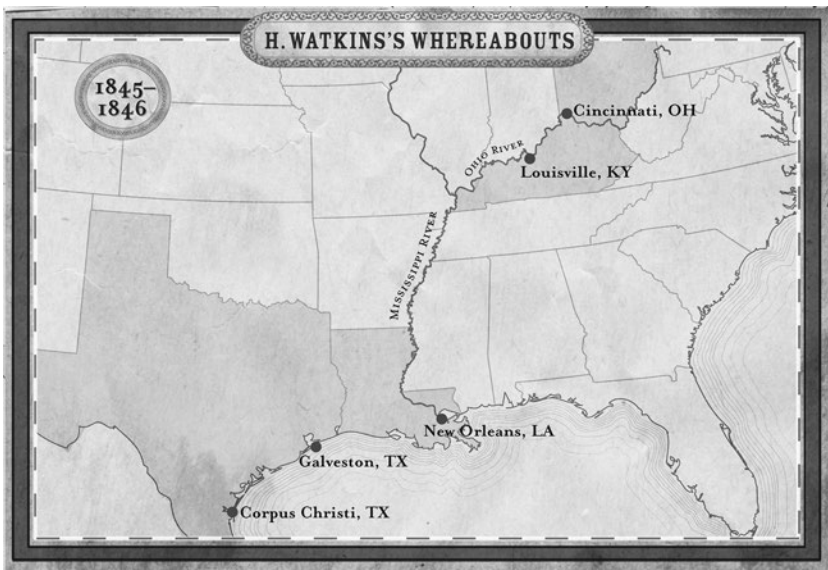 H. WATKINS'S WHEREABOUTS
1845–
1846
Cincinnati, OH
OHIO RIVER
Louisville, KY
MISSISSIPPI RIVER
New Orleans, LA
Galveston, TX
Corpus Christi, TX